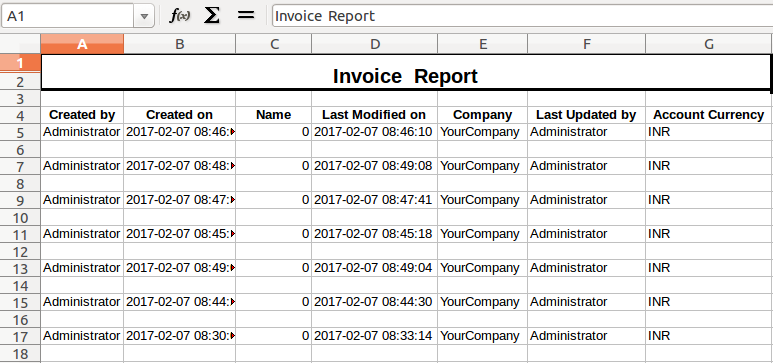 A1 f(x) Σ = Invoice Report
A B C D E F G
1
2 Invoice Report
3
4 Created by Created on Name Last Modified on Company Last Updated by Account Currency
5 Administrator 2017-02-07 08:46: 0 2017-02-07 08:46:10 YourCompany Administrator INR
6
7 Administrator 2017-02-07 08:48: 0 2017-02-07 08:49:08 YourCompany Administrator INR
8
9 Administrator 2017-02-07 08:47: 0 2017-02-07 08:47:41 YourCompany Administrator INR
10
11 Administrator 2017-02-07 08:45: 0 2017-02-07 08:45:18 YourCompany Administrator INR
12
13 Administrator 2017-02-07 08:49: 0 2017-02-07 08:49:04 YourCompany Administrator INR
14
15 Administrator 2017-02-07 08:44: 0 2017-02-07 08:44:30 YourCompany Administrator INR
16
17 Administrator 2017-02-07 08:30: 0 2017-02-07 08:33:14 YourCompany Administrator INR
18